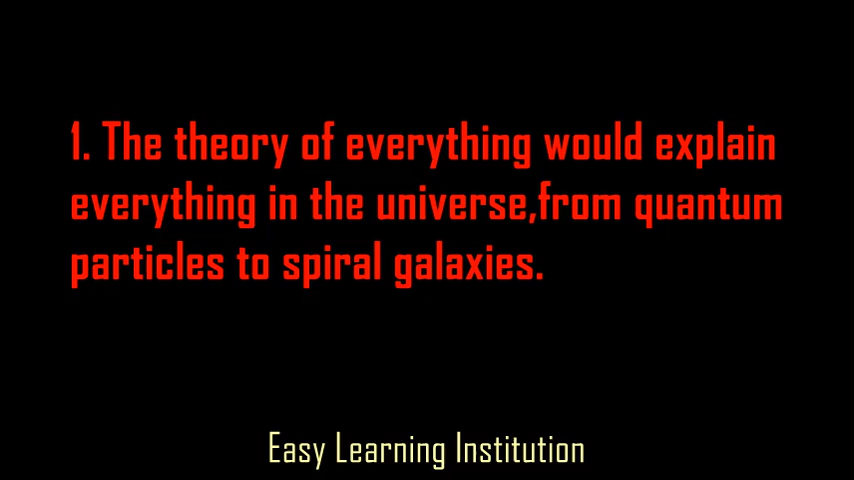 1. The theory of everything would explain
everything in the universe,from quantum
particles to spiral galaxies.
Easy Learning Institution